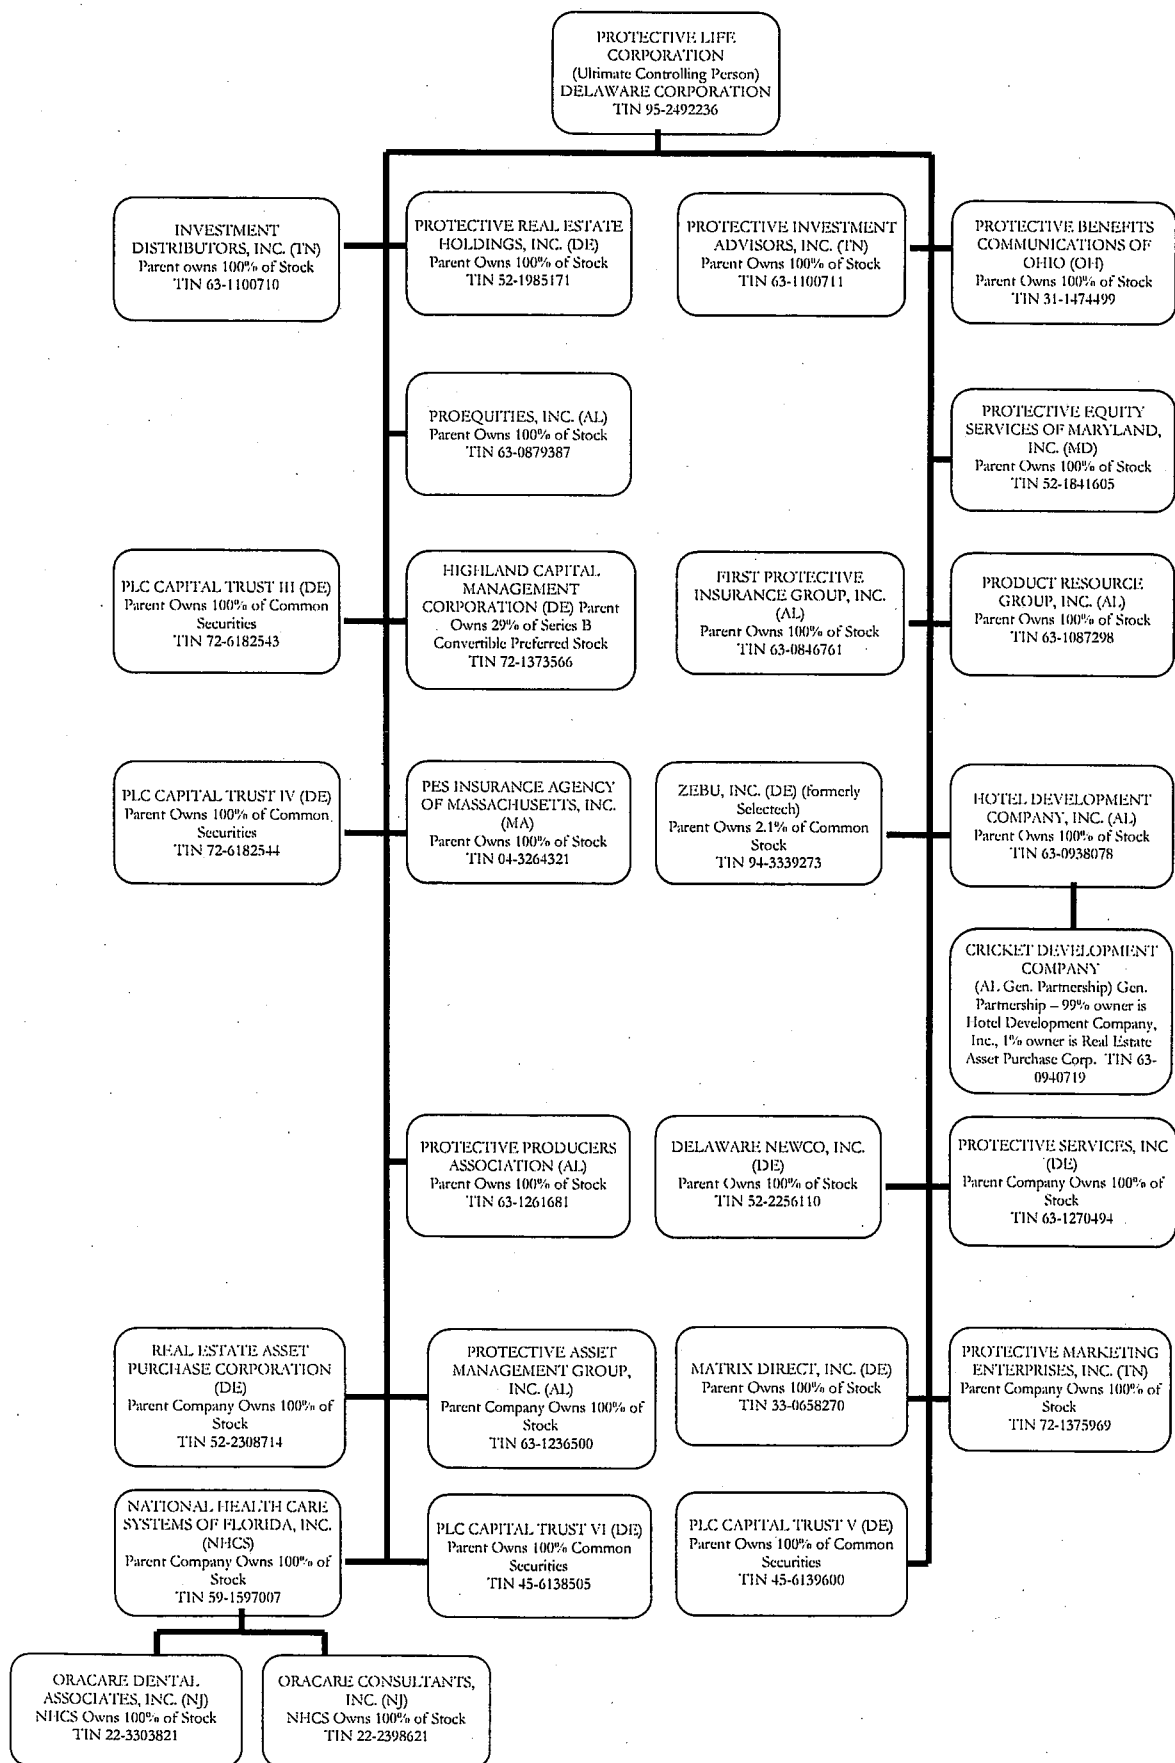 PROTECTIVE LIFE
CORPORATION
(Ultimate Controlling Person)
DELAWARE CORPORATION
TIN 95-2492236
INVESTMENT
DISTRIBUTORS, INC. (TN)
Parent owns 100% of Stock
TIN 63-1100710
PROTECTIVE REAL ESTATE
HOLDINGS, INC. (DE)
Parent Owns 100% of Stock
TIN 52-1985171
PROTECTIVE INVESTMENT
ADVISORS, INC. (TN)
Parent Owns 100% of Stock
TIN 63-1100711
PROTECTIVE BENEFITS
COMMUNICATIONS OF
OHIO (OH)
Parent Owns 100% of Stock
TIN 31-1474499
PROEQUITIES, INC. (AL)
Parent Owns 100% of Stock
TIN 63-0879387
PROTECTIVE EQUITY
SERVICES OF MARYLAND,
INC. (MD)
Parent Owns 100% of Stock
TIN 52-1841605
PLC CAPITAL TRUST III (DE)
Parent Owns 100% of Common
Securities
TIN 72-6182543
HIGHLAND CAPITAL
MANAGEMENT
CORPORATION (DE) Parent
Owns 29% of Series B
Convertible Preferred Stock
TIN 72-1373566
FIRST PROTECTIVE
INSURANCE GROUP, INC.
(AL)
Parent Owns 100% of Stock
TIN 63-0846761
PRODUCT RESOURCE
GROUP, INC. (AL)
Parent Owns 100% of Stock
TIN 63-1087298
PLC CAPITAL TRUST IV (DE)
Parent Owns 100% of Common
Securities
TIN 72-6182544
PES INSURANCE AGENCY
OF MASSACHUSETTS, INC.
(MA)
Parent Owns 100% of Stock
TIN 04-3264321
ZEBU, INC. (DE) (formerly
Selectech)
Parent Owns 2.1% of Common
Stock
TIN 94-3339273
HOTEL DEVELOPMENT
COMPANY, INC. (AL)
Parent Owns 100% of Stock
TIN 63-0938078
CRICKET DEVELOPMENT
COMPANY
(AL Gen. Partnership) Gen.
Partnership – 99% owner is
Hotel Development Company,
Inc., 1% owner is Real Estate
Asset Purchase Corp. TIN 63-
0940719
PROTECTIVE PRODUCERS
ASSOCIATION (AL)
Parent Owns 100% of Stock
TIN 63-1261681
DELAWARE NEWCO, INC.
(DE)
Parent Owns 100% of Stock
TIN 52-2256110
PROTECTIVE SERVICES, INC
(DE)
Parent Company Owns 100% of
Stock
TIN 63-1270494
REAL ESTATE ASSET
PURCHASE CORPORATION
(DE)
Parent Company Owns 100% of
Stock
TIN 52-2308714
PROTECTIVE ASSET
MANAGEMENT GROUP,
INC. (AL)
Parent Company Owns 100% of
Stock
TIN 63-1236500
MATRIX DIRECT, INC. (DE)
Parent Owns 100% of Stock
TIN 33-0658270
PROTECTIVE MARKETING
ENTERPRISES, INC. (TN)
Parent Company Owns 100% of
Stock
TIN 72-1375969
NATIONAL HEALTH CARE
SYSTEMS OF FLORIDA, INC.
(NHCS)
Parent Company Owns 100% of
Stock
TIN 59-1597007
PLC CAPITAL TRUST VI (DE)
Parent Owns 100% Common
Securities
TIN 45-6138505
PLC CAPITAL TRUST V (DE)
Parent Owns 100% of Common
Securities
TIN 45-6139600
ORACARE DENTAL
ASSOCIATES, INC. (NJ)
NHCS Owns 100% of Stock
TIN 22-3303821
ORACARE CONSULTANTS,
INC. (NJ)
NHCS Owns 100% of Stock
TIN 22-2398621